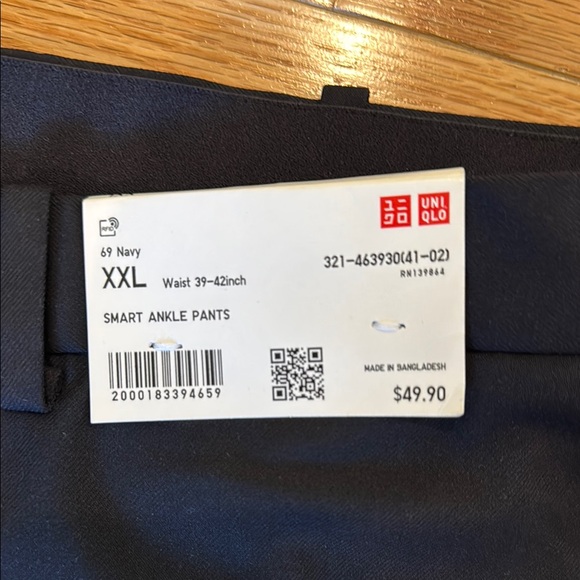 ユニ
クロ
UNI
QLO
RFID
69 Navy
321-463930(41-02)
RN139864
XXL Waist 39-42inch
SMART ANKLE PANTS
2000183394659
MADE IN BANGLADESH
$49.90